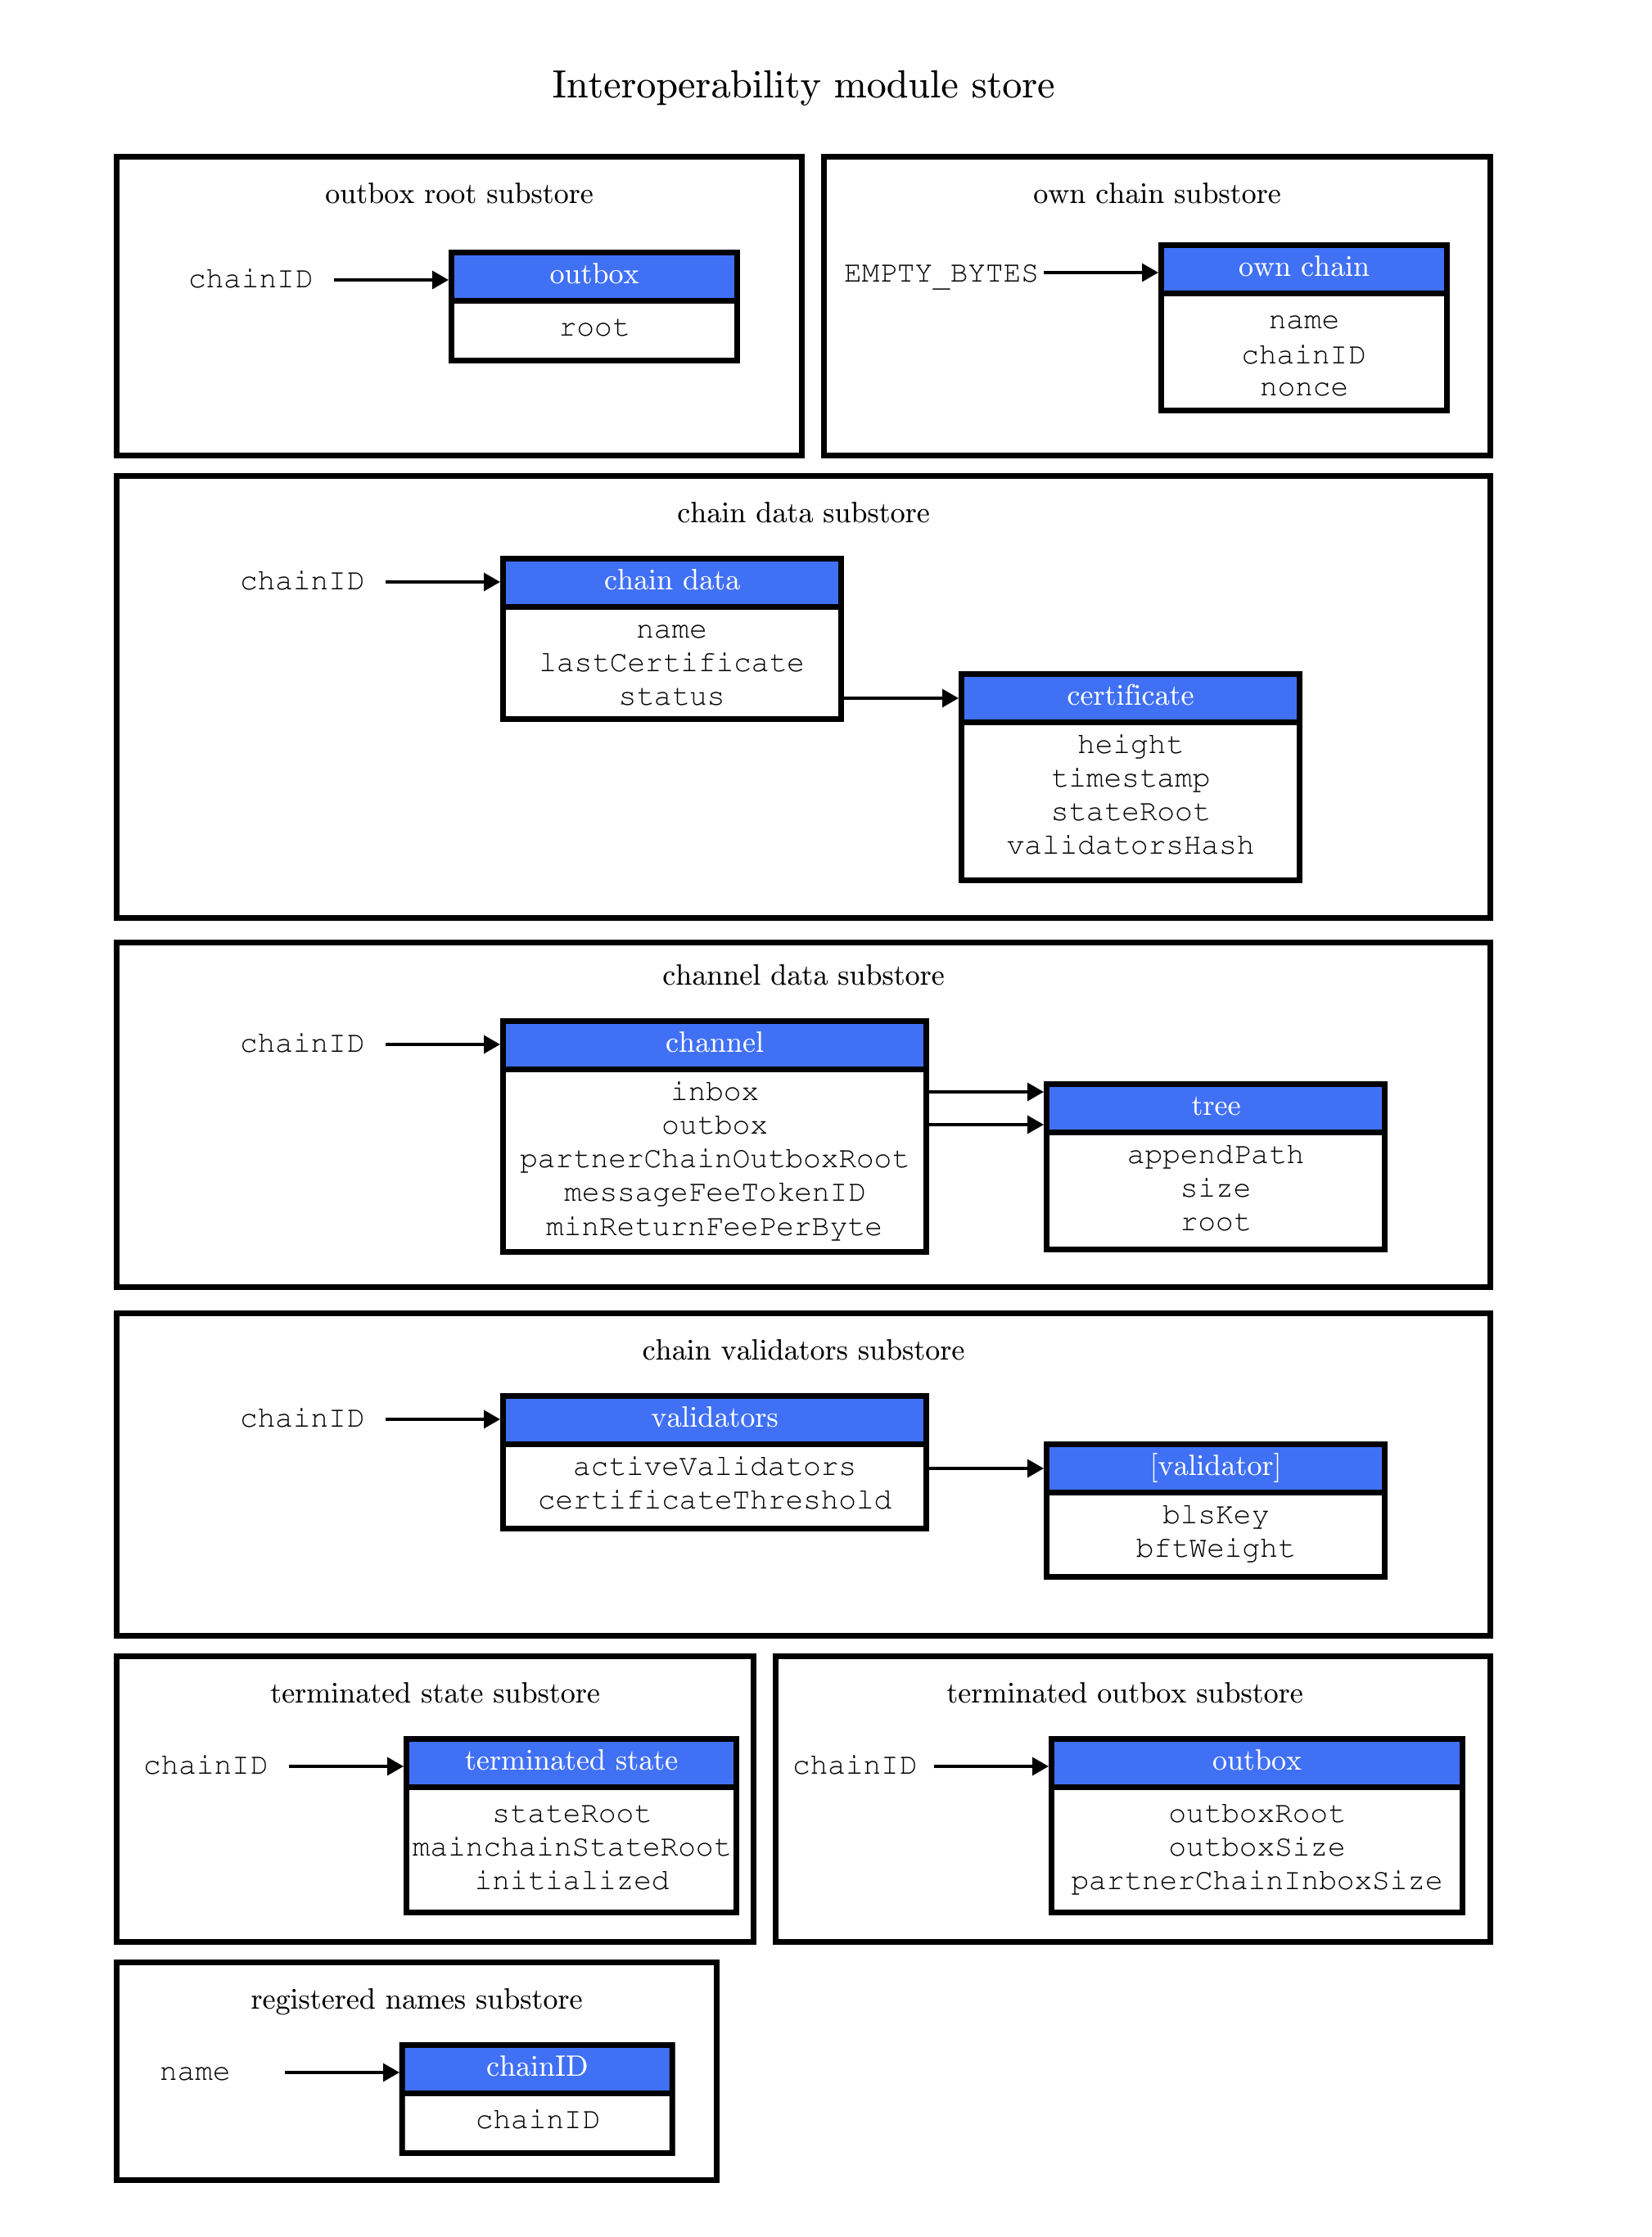 Interoperability module store
outbox root substore
chainID
outbox
root
own chain substore
EMPTY_BYTES
own chain
name
chainID
nonce
chain data substore
chainID
chain data
name
lastCertificate
status
certificate
height
timestamp
stateRoot
validatorsHash
channel data substore
chainID
channel
inbox
outbox
partnerChainOutboxRoot
messageFeeTokenID
minReturnFeePerByte
tree
appendPath
size
root
chain validators substore
chainID
validators
activeValidators
certificateThreshold
[validator]
blsKey
bftWeight
terminated state substore
chainID
terminated state
stateRoot
mainchainStateRoot
initialized
terminated outbox substore
chainID
outbox
outboxRoot
outboxSize
partnerChainInboxSize
registered names substore
name
chainID
chainID